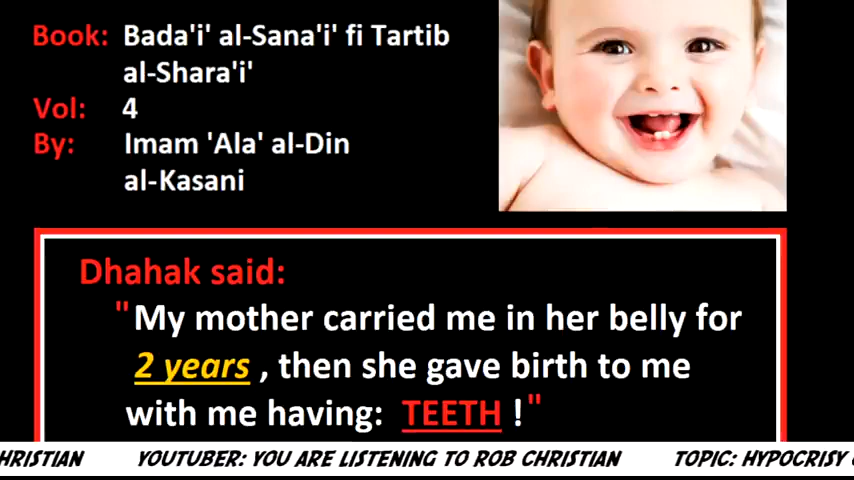 Book: Bada'i' al-Sana'i' fi Tartib
al-Shara'i'
Vol: 4
By: Imam 'Ala' al-Din
al-Kasani
Dhahak said:
"My mother carried me in her belly for
2 years , then she gave birth to me
with me having: TEETH !"
HRISTIAN YOUTUBER: YOU ARE LISTENING TO ROB CHRISTIAN TOPIC: HYPOCRISY